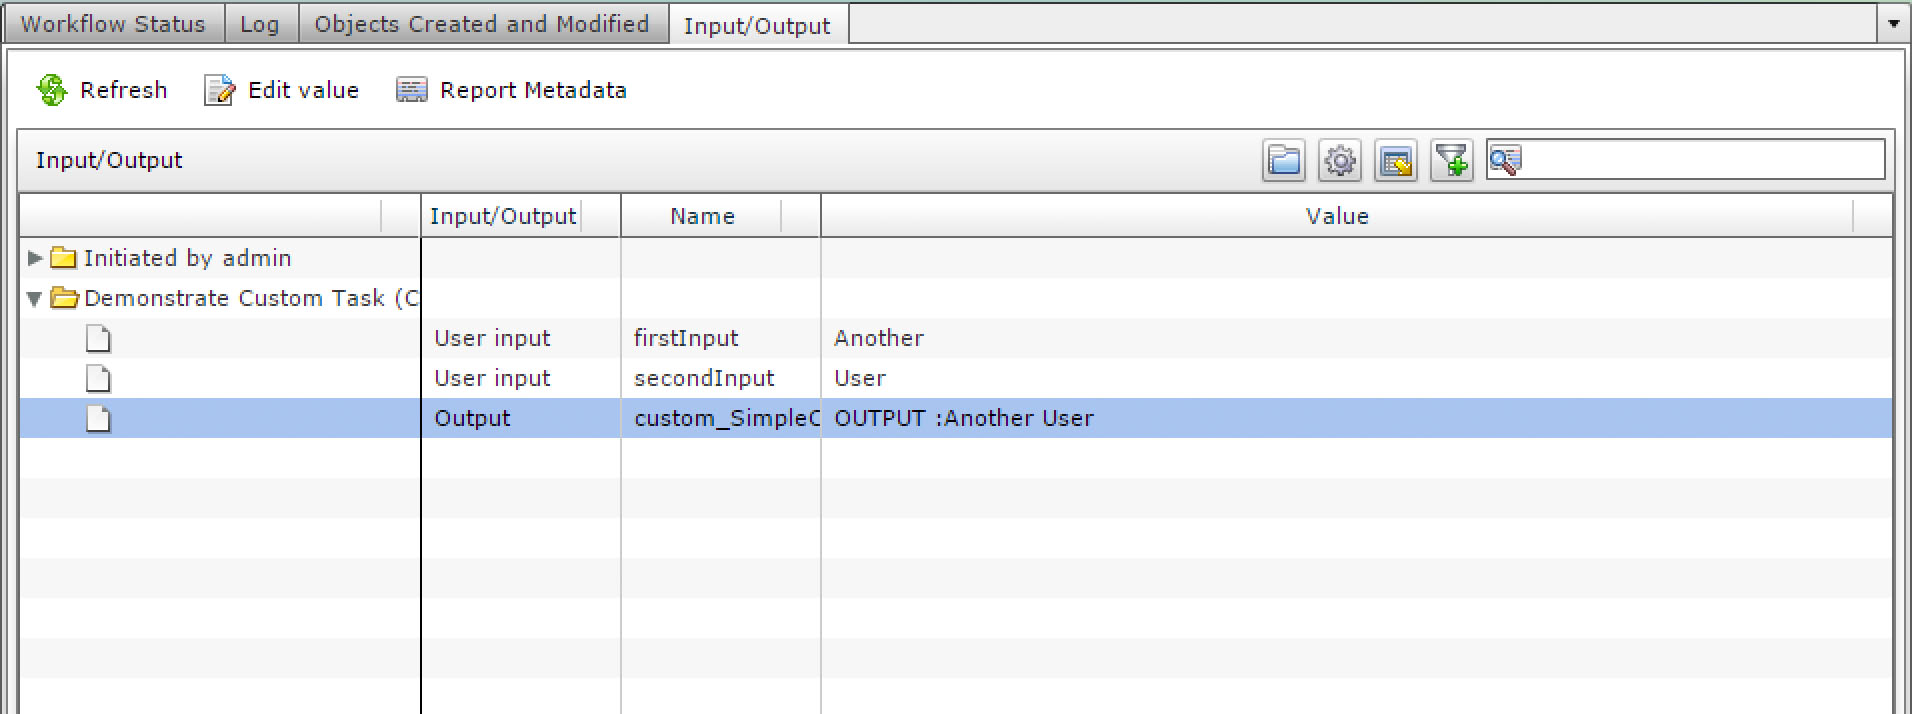 Workflow Status Log Objects Created and Modified Input/Output
Refresh Edit value Report Metadata
Input/Output
Input/Output Name Value
Initiated by admin
Demonstrate Custom Task (C
User input firstInput Another
User input secondInput User
Output custom_SimpleC OUTPUT :Another User